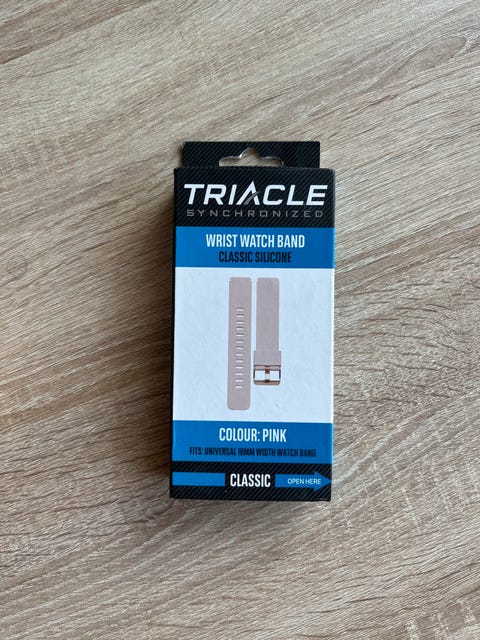 TRIACLE
SYNCHRONIZED
WRIST WATCH BAND
CLASSIC SILICONE
COLOUR: PINK
FITS: UNIVERSAL 18MM WIDTH WATCH BAND
CLASSIC
OPEN HERE